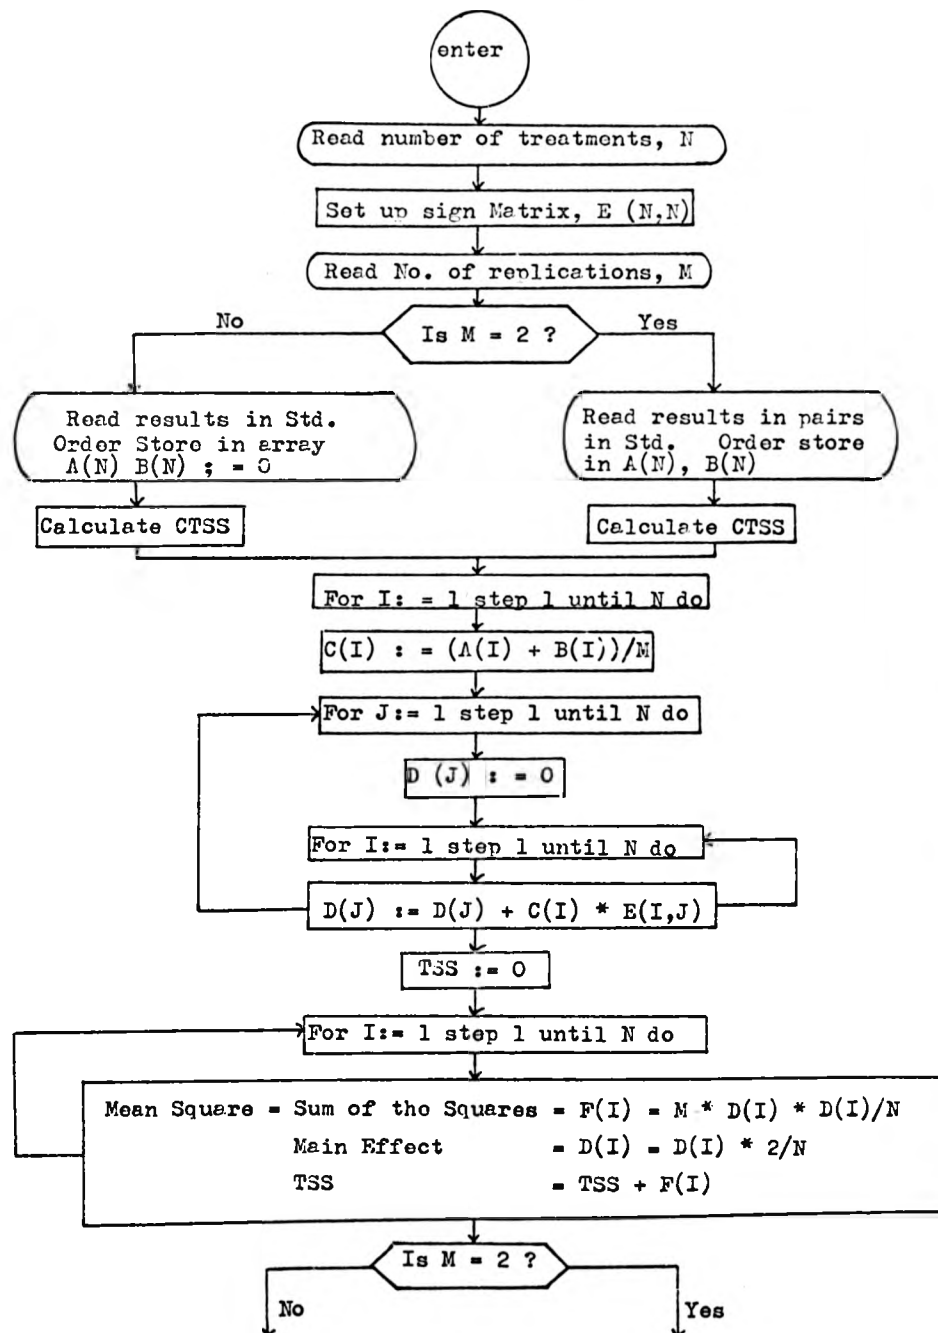 enter
Read number of treatments, N
Set up sign Matrix, E (N,N)
Read No. of replications, M
Is M = 2 ?
No
Yes
Read results in Std.
Order Store in array
A(N) B(N) ; = 0
Read results in pairs
in Std. Order store
in A(N), B(N)
Calculate CTSS
Calculate CTSS
For I: = 1 step 1 until N do
C(I) : = (A(I) + B(I))/M
For J:= 1 step 1 until N do
D (J) : = 0
For I:= 1 step 1 until N do
D(J) := D(J) + C(I) * E(I,J)
TSS := 0
For I:= 1 step 1 until N do
Mean Square = Sum of the Squares = F(I) = M * D(I) * D(I)/N
Main Effect = D(I) = D(I) * 2/N
TSS = TSS + F(I)
Is M = 2 ?
No
Yes